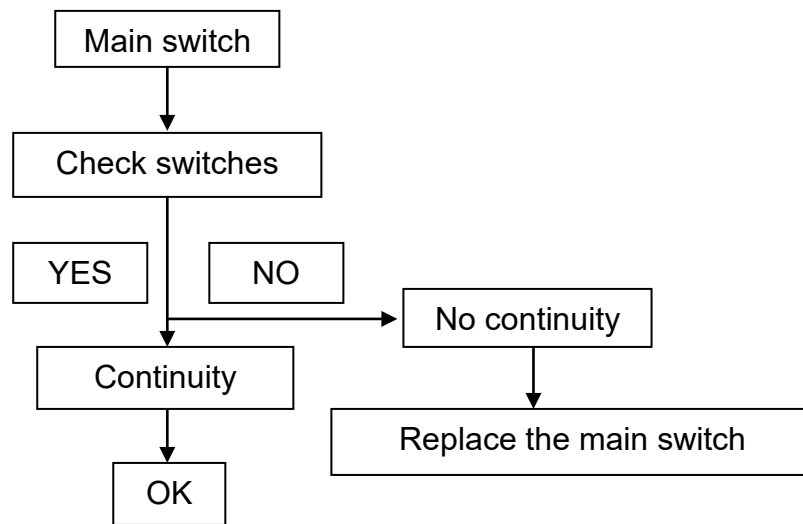 Main switch
Check switches
YES
NO
No continuity
Continuity
Replace the main switch
OK